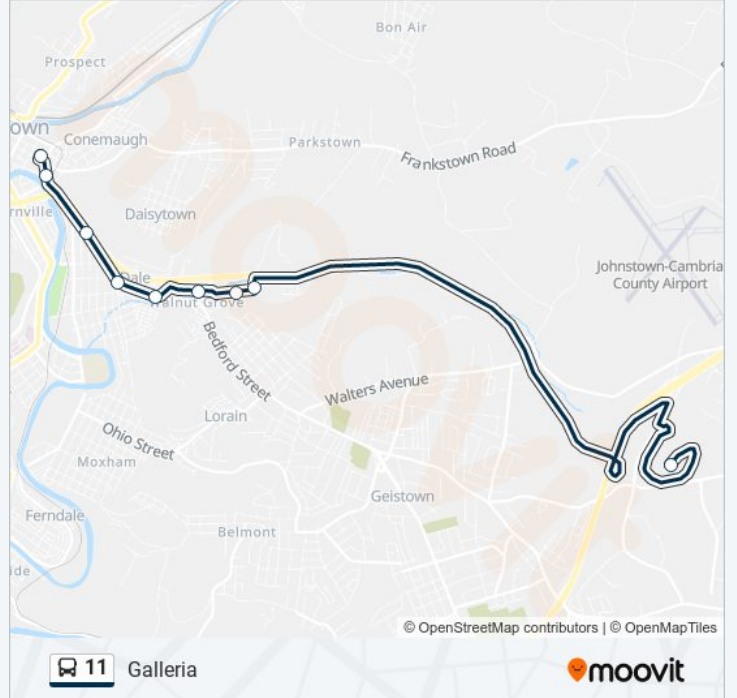 Bon Air
Prospect
own
Conemaugh
Parkstown
Frankstown Road
rnville
Daisytown
Johnstown-Cambria
County Airport
Dale
Walnut Grove
Bedford Street
Walters Avenue
Lorain
Ohio Street
Moxham
Geistown
Ferndale
Belmont
ide
© OpenStreetMap contributors | © OpenMapTiles
11 Galleria
moovit